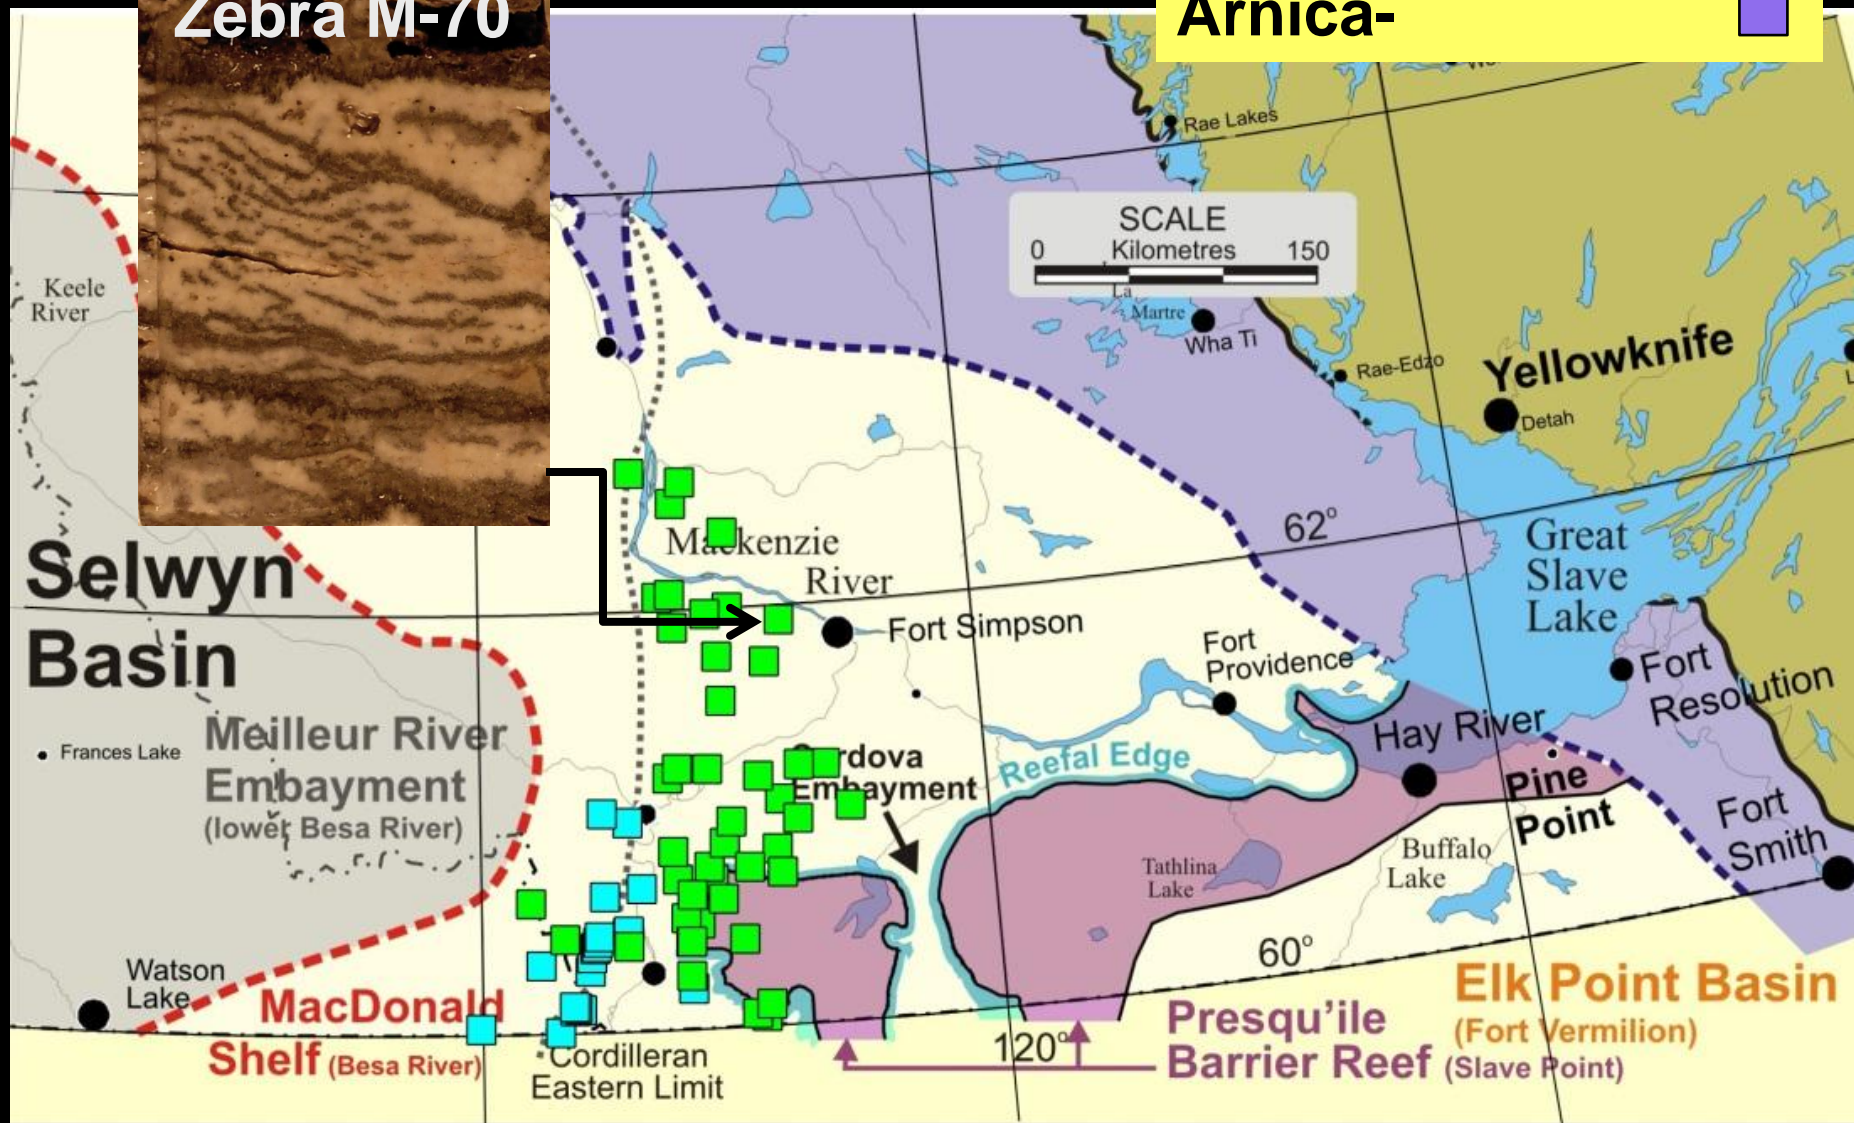 Zebra M-70
Arnica-
Rae Lakes
SCALE
0 Kilometres 150
Keele
River
La
Martre
Wha Ti
Rae-Edzo
Yellowknife
Detah
62°
Great
Slave
Lake
Mackenzie
River
Fort Simpson
Selwyn
Basin
Fort
Providence
Fort
Resolution
Hay River
Meilleur River
Embayment
(lower Besa River)
Frances Lake
Cordova
Embayment
Reefal Edge
Pine
Point
Fort
Smith
Tathlina
Lake
Buffalo
Lake
60°
Watson
Lake
MacDonald
Shelf (Besa River)
Cordilleran
Eastern Limit
120°
Presqu'ile
Barrier Reef (Slave Point)
Elk Point Basin
(Fort Vermilion)